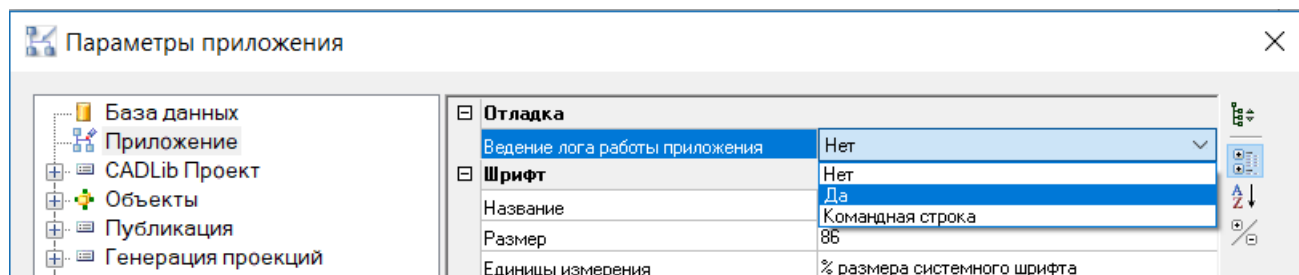 Параметры приложения
База данных
Приложение
CADLib Проект
Объекты
Публикация
Генерация проекций
Отладка
Ведение лога работы приложения Нет
Нет
Да
Командная строка
Шрифт
Название
Размер 86
Единицы измерения % размера системного шрифта